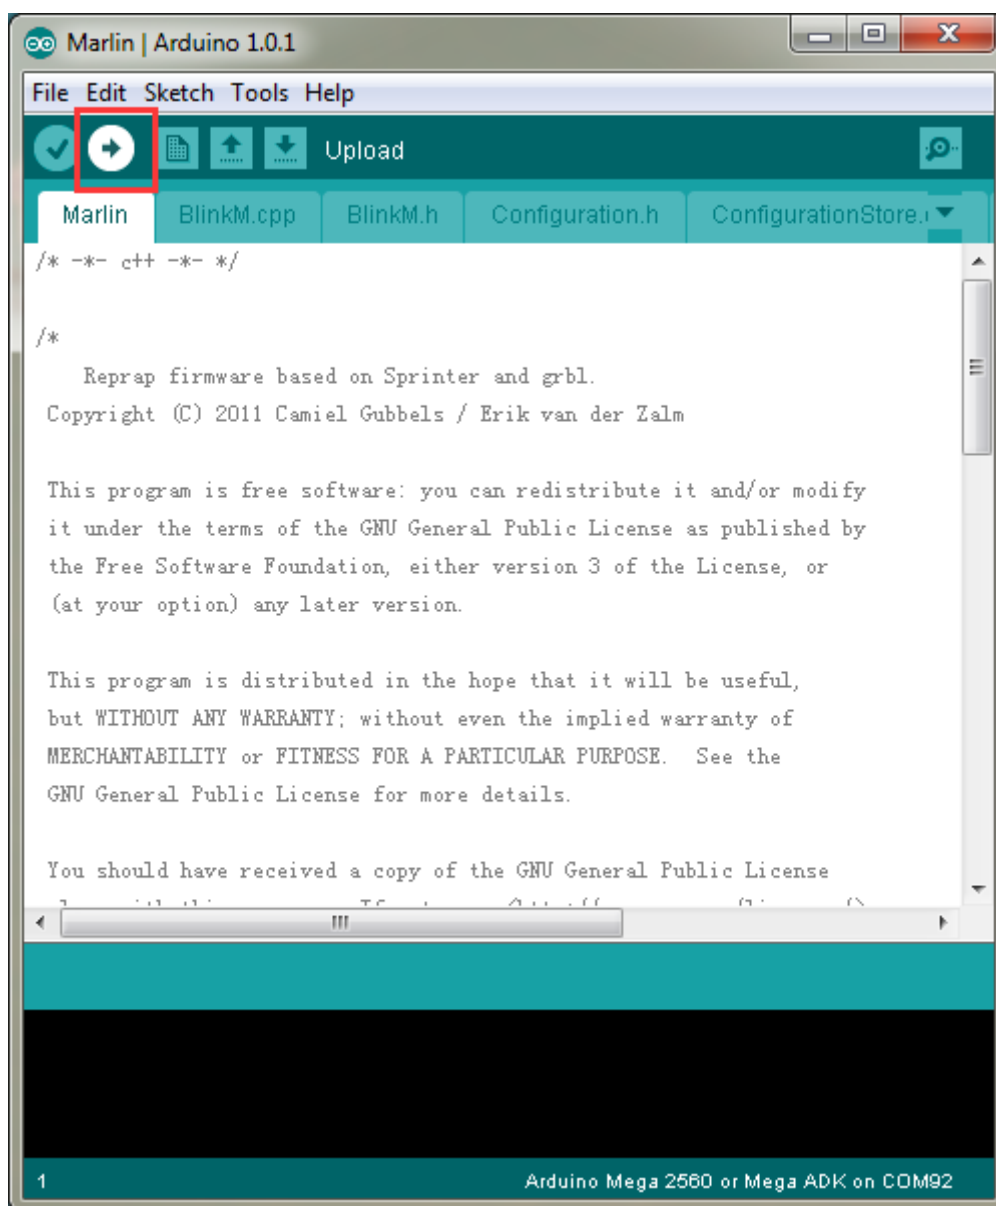 Marlin | Arduino 1.0.1
File Edit Sketch Tools Help
Upload
Marlin BlinkM.cpp BlinkM.h Configuration.h ConfigurationStore.
/* -*- c++ -*- */
/*
Reprap firmware based on Sprinter and grbl.
Copyright (C) 2011 Camiel Gubbels / Erik van der Zalm
This program is free software: you can redistribute it and/or modify
it under the terms of the GNU General Public License as published by
the Free Software Foundation, either version 3 of the License, or
(at your option) any later version.
This program is distributed in the hope that it will be useful,
but WITHOUT ANY WARRANTY; without even the implied warranty of
MERCHANTABILITY or FITNESS FOR A PARTICULAR PURPOSE.  See the
GNU General Public License for more details.
You should have received a copy of the GNU General Public License
1 Arduino Mega 2560 or Mega ADK on COM92